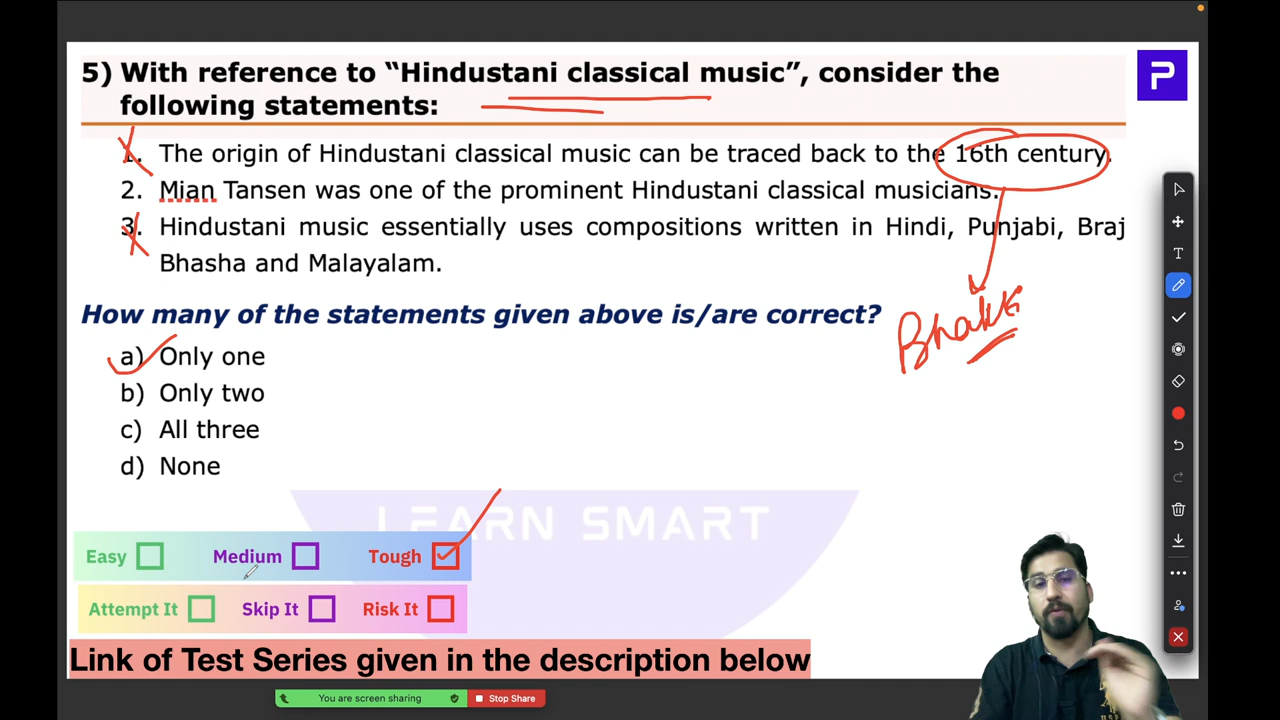 5) With reference to “Hindustani classical music”, consider the
following statements:
1. The origin of Hindustani classical music can be traced back to the 16th century.
2. Mian Tansen was one of the prominent Hindustani classical musicians.
3. Hindustani music essentially uses compositions written in Hindi, Punjabi, Braj
Bhasha and Malayalam.
How many of the statements given above is/are correct?
Bhakti
a) Only one
b) Only two
c) All three
d) None
LEARN SMART
Easy Medium Tough
Attempt It Skip It Risk It
Link of Test Series given in the description below
You are screen sharing Stop Share
P
T